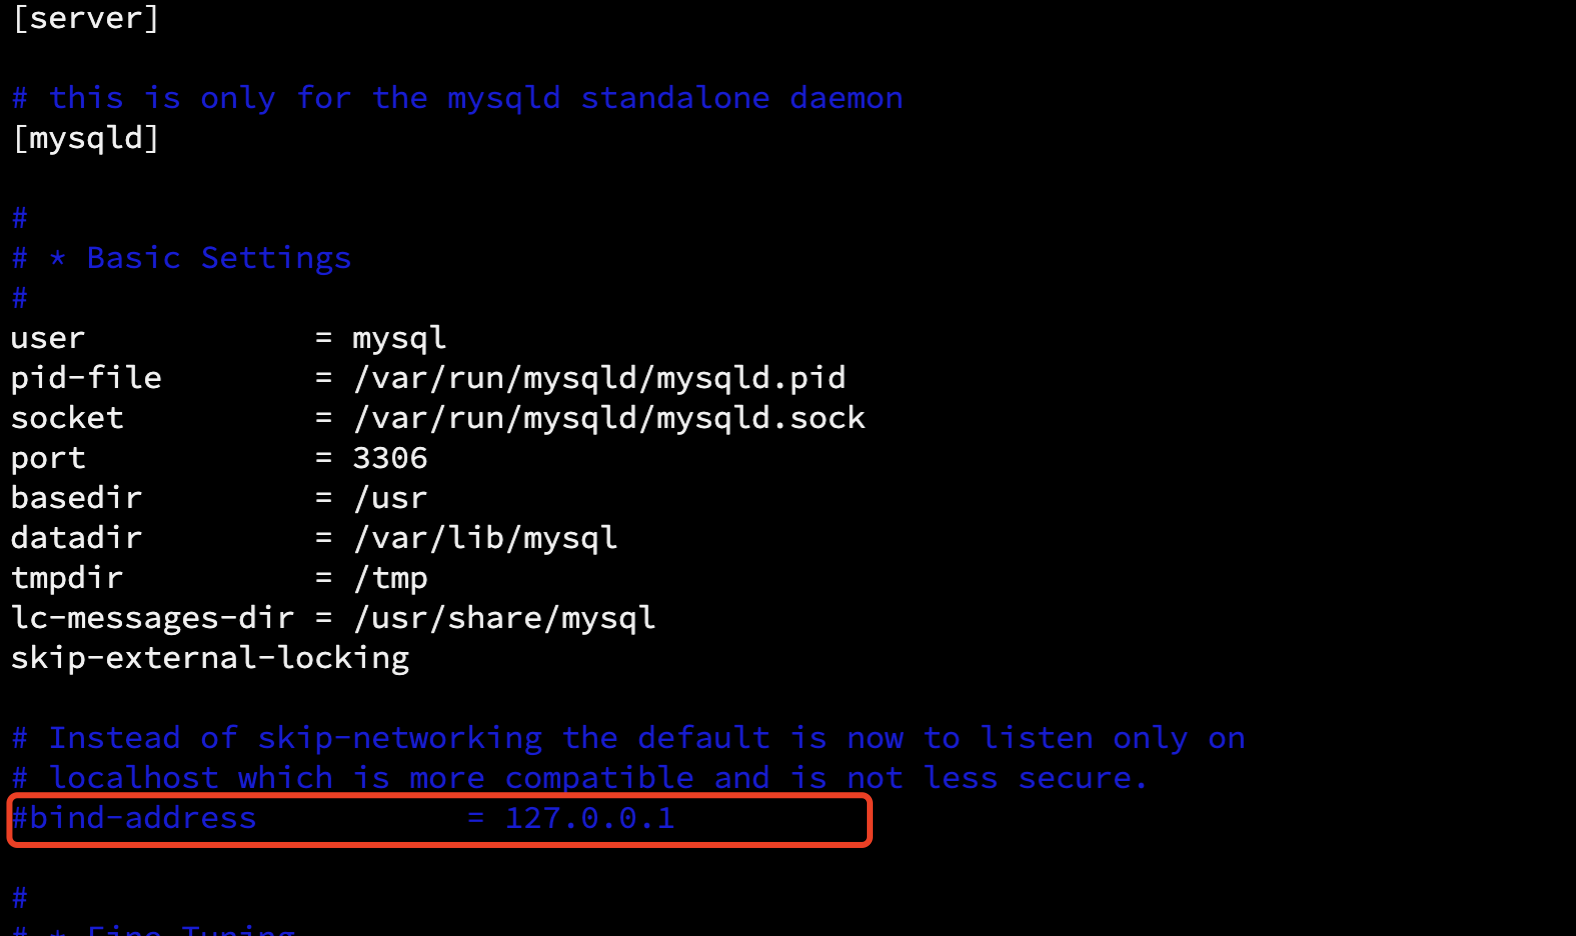 [server]
# this is only for the mysqld standalone daemon
[mysqld]
#
# * Basic Settings
#
user = mysql
pid-file = /var/run/mysqld/mysqld.pid
socket = /var/run/mysqld/mysqld.sock
port = 3306
basedir = /usr
datadir = /var/lib/mysql
tmpdir = /tmp
lc-messages-dir = /usr/share/mysql
skip-external-locking
# Instead of skip-networking the default is now to listen only on
# localhost which is more compatible and is not less secure.
#bind-address = 127.0.0.1
#
# * Fine Tuning